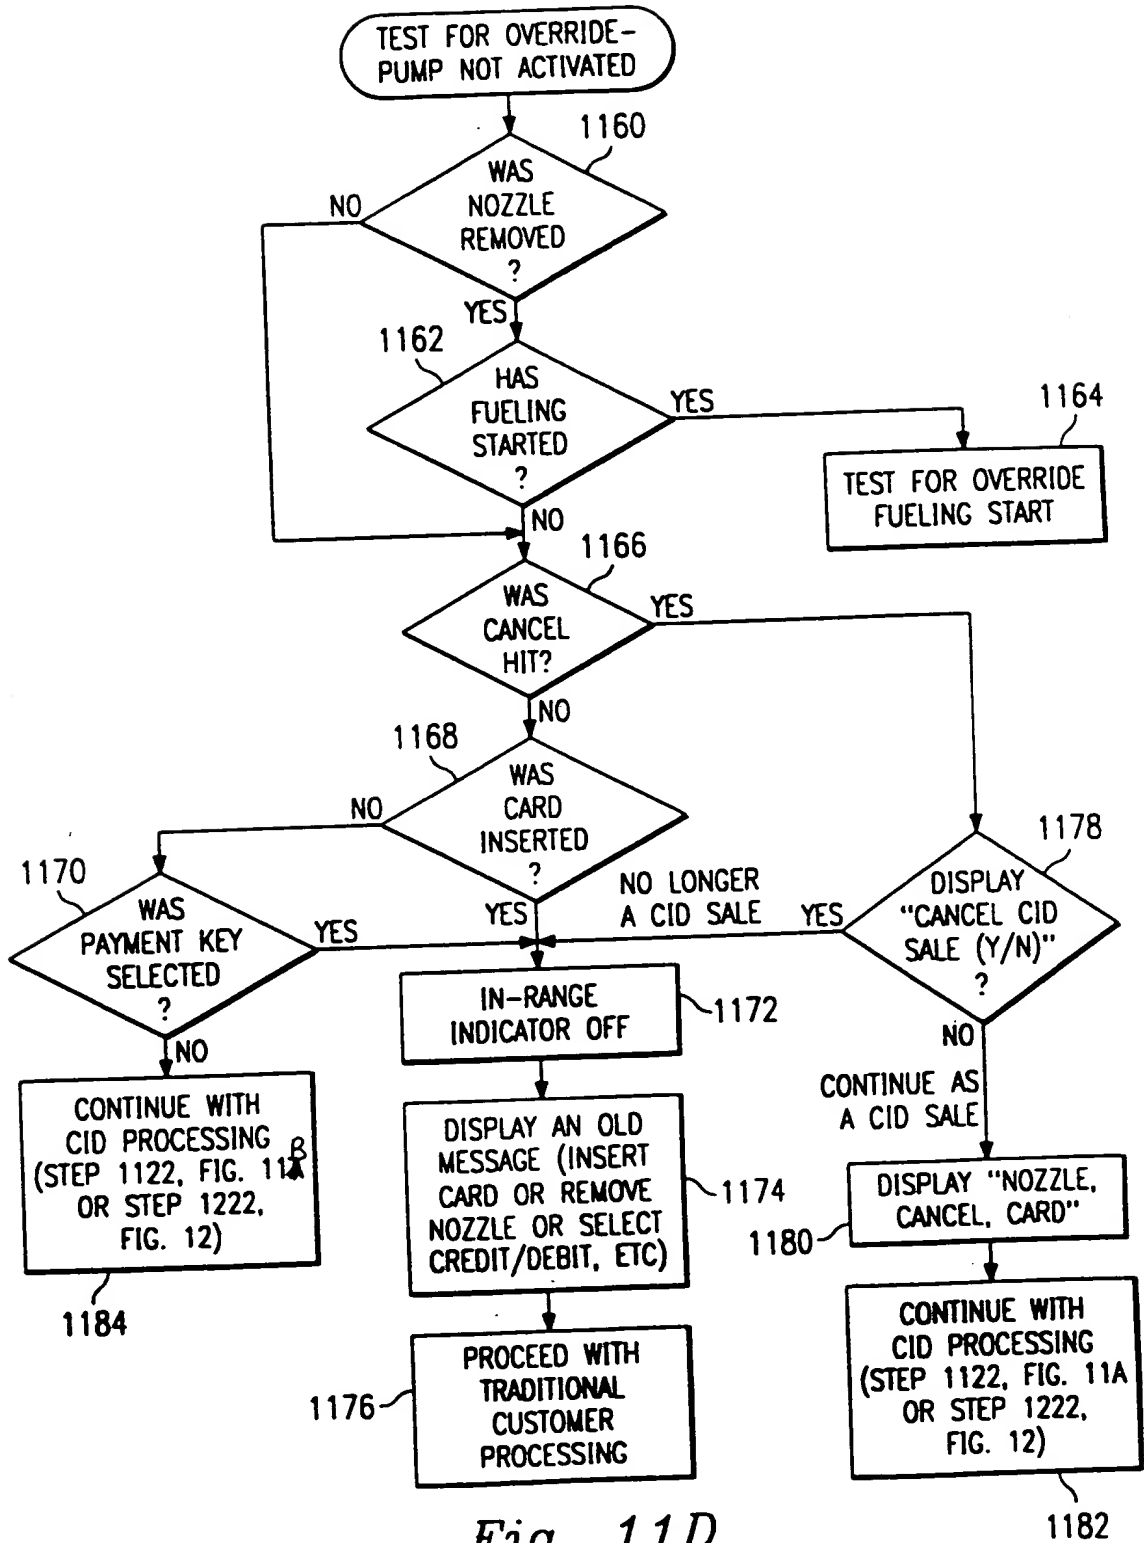 TEST FOR OVERRIDE-
PUMP NOT ACTIVATED
1160
WAS
NOZZLE
REMOVED
?
NO
YES
1162
HAS
FUELING
STARTED
?
YES
1164
TEST FOR OVERRIDE
FUELING START
NO
1166
WAS
CANCEL
HIT?
YES
NO
1168
WAS
CARD
INSERTED
?
NO
YES
1170
WAS
PAYMENT KEY
SELECTED
?
YES
NO
NO LONGER
A CID SALE
1178
DISPLAY
"CANCEL CID
SALE (Y/N)"
?
YES
NO
IN-RANGE
INDICATOR OFF
1172
CONTINUE AS
A CID SALE
CONTINUE WITH
CID PROCESSING
(STEP 1122, FIG. 11B
OR STEP 1222,
FIG. 12)
1184
DISPLAY AN OLD
MESSAGE (INSERT
CARD OR REMOVE
NOZZLE OR SELECT
CREDIT/DEBIT, ETC)
1174
DISPLAY "NOZZLE,
CANCEL, CARD"
1180
PROCEED WITH
TRADITIONAL
CUSTOMER
PROCESSING
1176
CONTINUE WITH
CID PROCESSING
(STEP 1122, FIG. 11A
OR STEP 1222,
FIG. 12)
1182
Fig. 11D